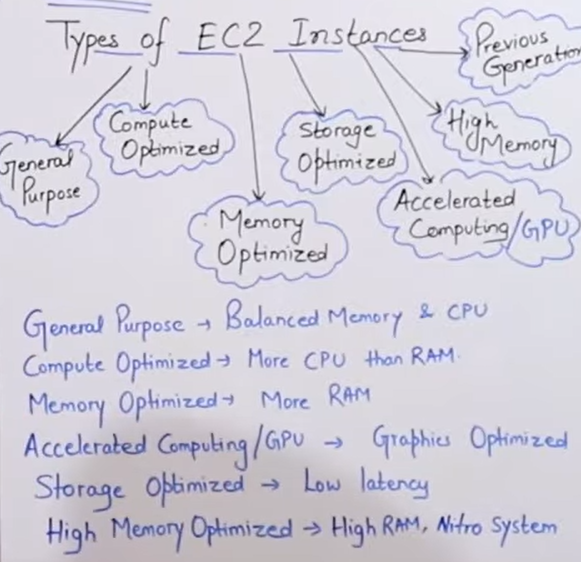 Types of EC2 Instances
Previous
Generation
General
Purpose
Compute
Optimized
Memory
Optimized
Storage
Optimized
Accelerated
Computing/GPU
High
Memory
General Purpose → Balanced Memory & CPU
Compute Optimized → More CPU than RAM.
Memory Optimized → More RAM
Accelerated Computing/GPU → Graphics Optimized
Storage Optimized → Low latency
High Memory Optimized → High RAM, Nitro System